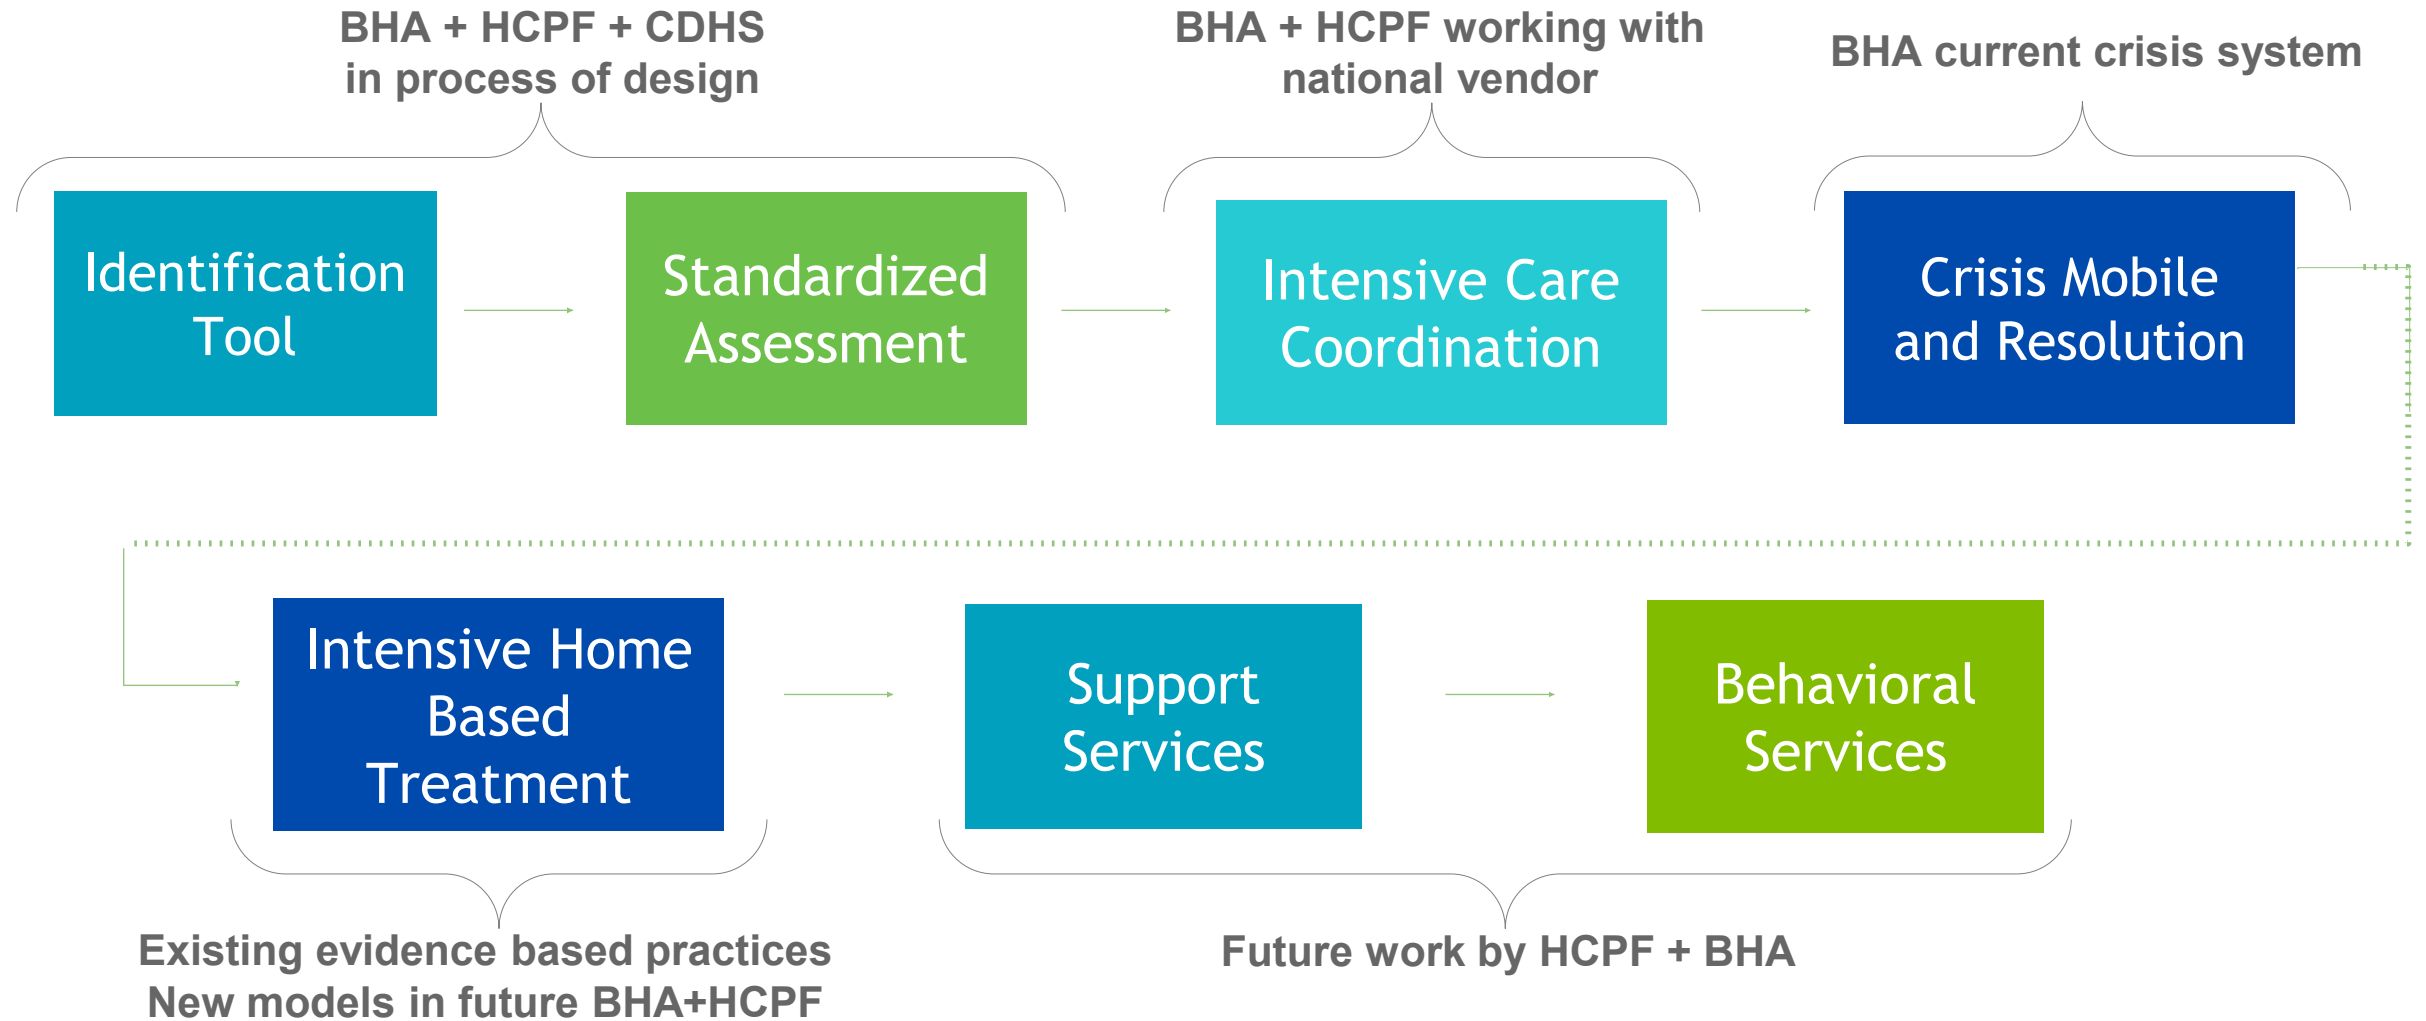 BHA + HCPF + CDHS
in process of design
BHA + HCPF working with
national vendor
BHA current crisis system
Identification
Tool
Standardized
Assessment
Intensive Care
Coordination
Crisis Mobile
and Resolution
Intensive Home
Based
Treatment
Support
Services
Behavioral
Services
Existing evidence based practices
New models in future BHA+HCPF
Future work by HCPF + BHA